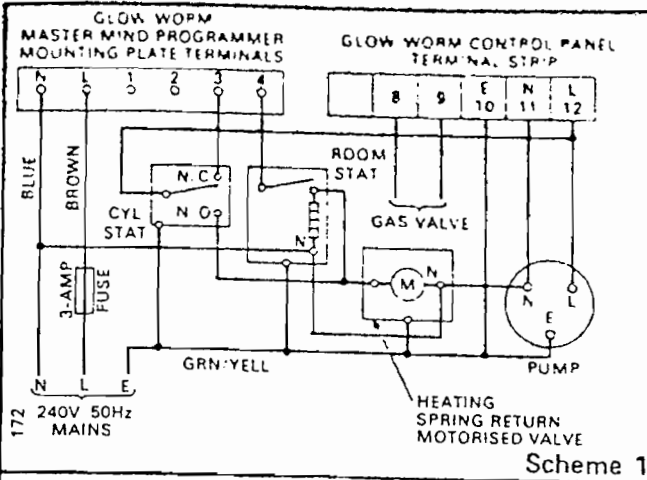 GLOW WORM
MASTER MIND PROGRAMMER
MOUNTING PLATE TERMINALS
GLOW WORM CONTROL PANEL
TERMINAL STRIP
N L 1 2 3 4
8 9 E 10 N 11 L 12
BLUE
BROWN
N.C
N O
CYL
STAT
ROOM
STAT
N
GAS VALVE
3-AMP
FUSE
M
N
N L
E
PUMP
GRN/YELL
N L E
240V 50Hz
MAINS
HEATING
SPRING RETURN
MOTORISED VALVE
172
Scheme 1